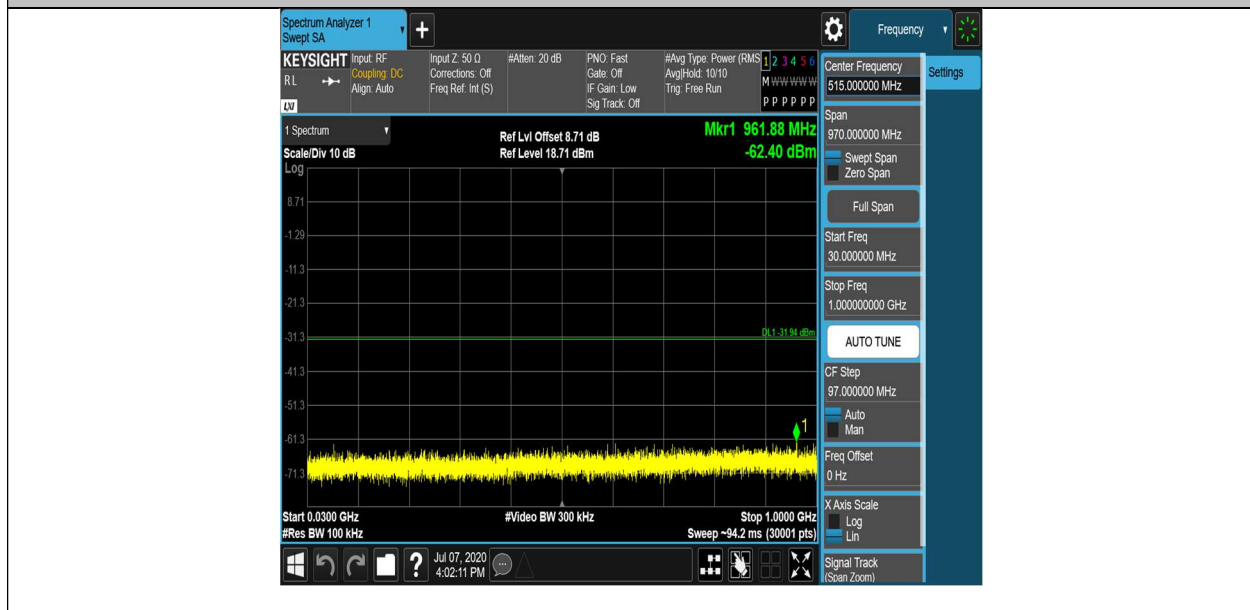 Spectrum Analyzer 1
Swept SA
+
Frequency
KEYSIGHT
RL
LXI
Input: RF
Coupling: DC
Align: Auto
Input Z: 50 Ω
Corrections: Off
Freq Ref: Int (S)
#Atten: 20 dB
PNO: Fast
Gate: Off
IF Gain: Low
Sig Track: Off
#Avg Type: Power (RMS
Avg|Hold: 10/10
Trig: Free Run
1 2 3 4 5 6
M W W W W W
P P P P P P
Center Frequency
515.000000 MHz
Settings
Span
970.000000 MHz
Swept Span
Zero Span
Full Span
Start Freq
30.000000 MHz
Stop Freq
1.000000000 GHz
AUTO TUNE
CF Step
97.000000 MHz
Auto
Man
Freq Offset
0 Hz
X Axis Scale
Log
Lin
Signal Track
(Span Zoom)
1 Spectrum
Scale/Div 10 dB
Log
Ref Lvl Offset 8.71 dB
Ref Level 18.71 dBm
Mkr1 961.88 MHz
-62.40 dBm
8.71
-1.29
-11.3
-21.3
-31.3
DL1 -31.94 dBm
-41.3
-51.3
-61.3
1
-71.3
Start 0.0300 GHz
#Res BW 100 kHz
#Video BW 300 kHz
Stop 1.0000 GHz
Sweep ~94.2 ms (30001 pts)
?
Jul 07, 2020
4:02:11 PM